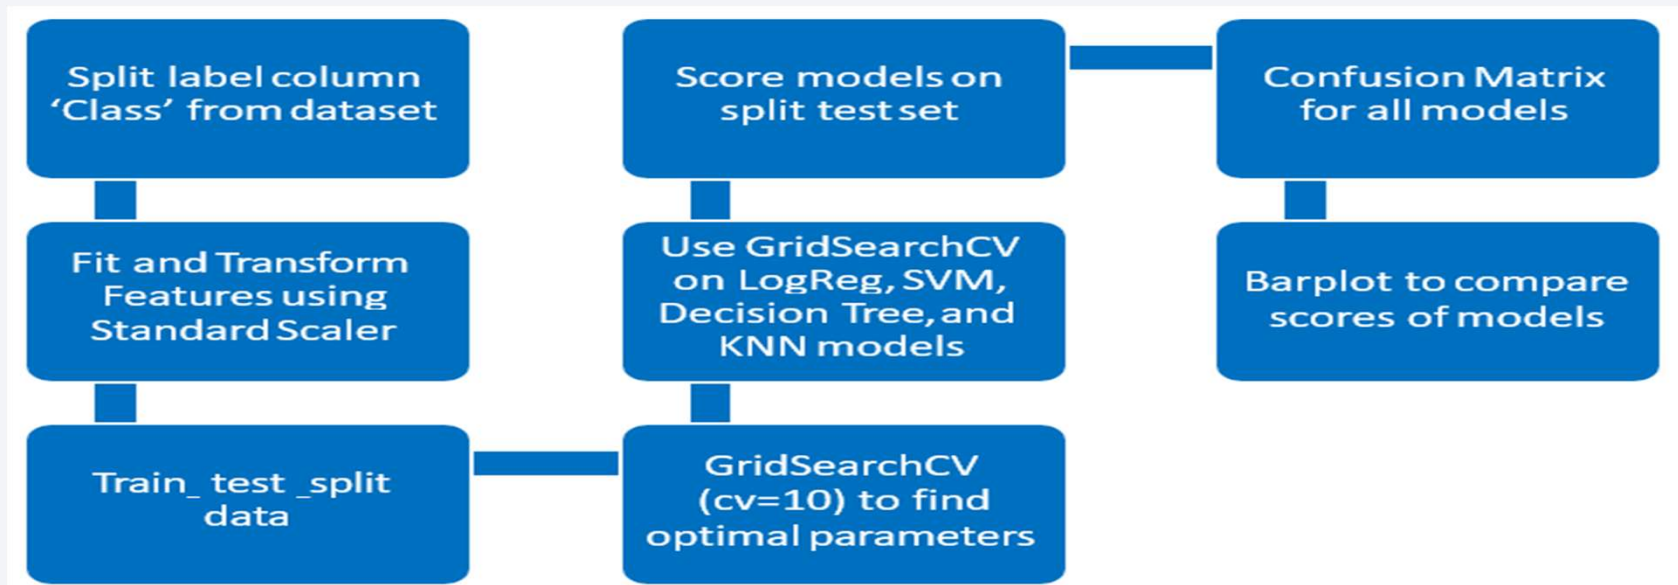 Split label column
‘Class’ from dataset
Fit and Transform
Features using
Standard Scaler
Train_ test _split
data
GridSearchCV
(cv=10) to find
optimal parameters
Use GridSearchCV
on LogReg, SVM,
Decision Tree, and
KNN models
Score models on
split test set
Confusion Matrix
for all models
Barplot to compare
scores of models